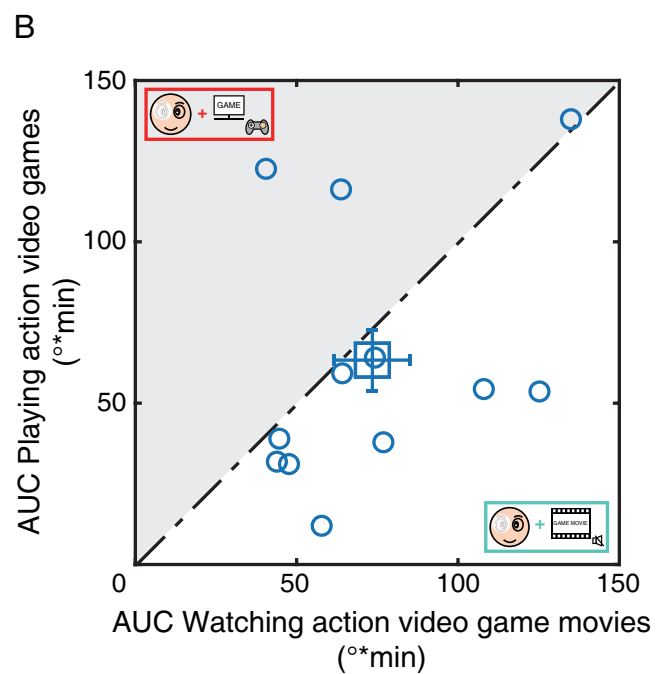 B
150
100
50
0
50
100
150
AUC Playing action video games
(°*min)
GAME
+
+
GAME MOVIE
AUC Watching action video game movies
(°*min)